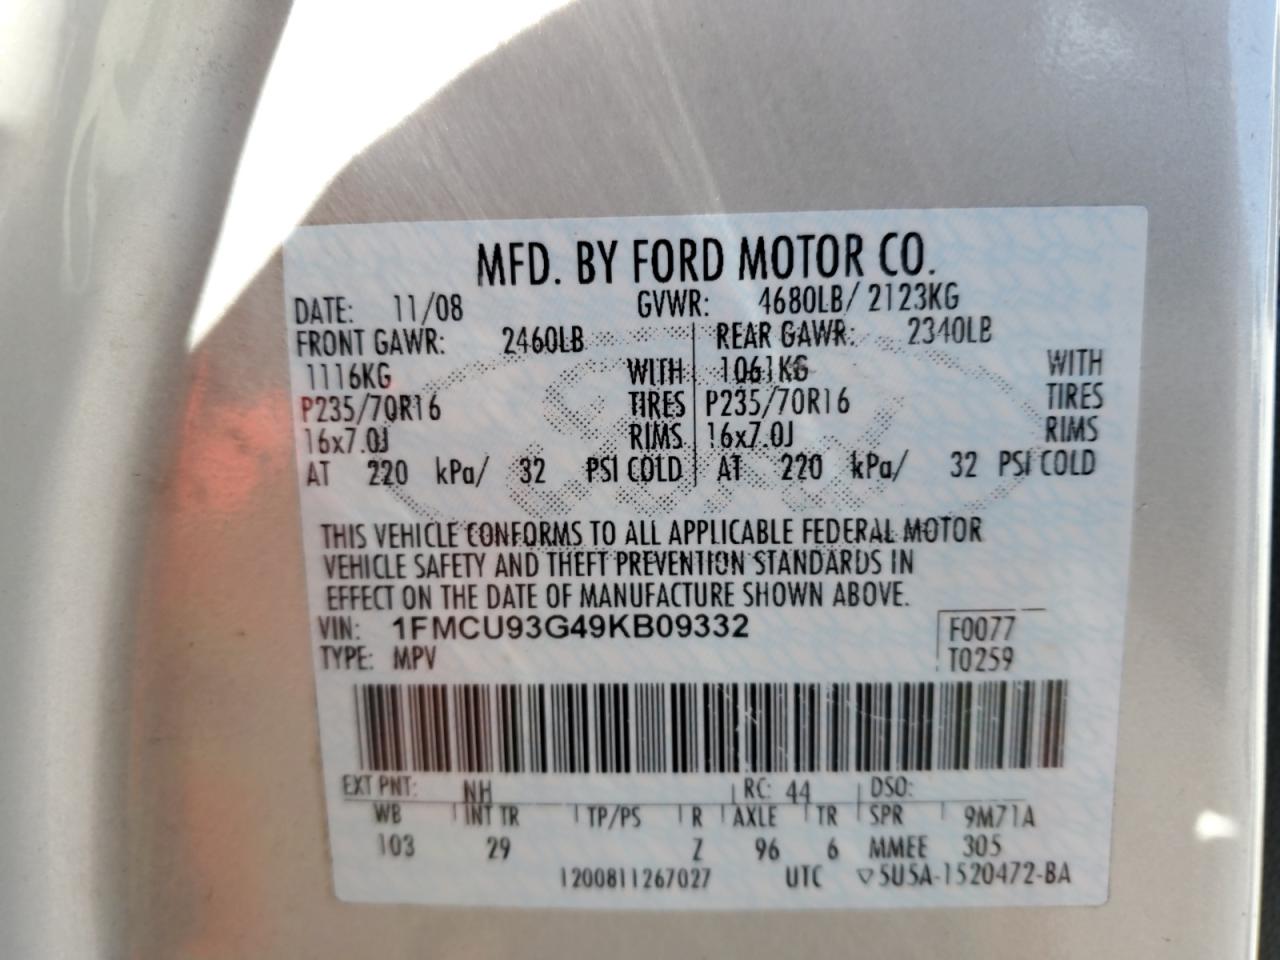 MFD. BY FORD MOTOR CO.
DATE: 11/08 GVWR: 4680LB/ 2123KG
FRONT GAWR: 2460LB REAR GAWR: 2340LB
1116KG WITH 1061KG WITH
P235/70R16 TIRES P235/70R16 TIRES
16x7.0J RIMS 16x7.0J RIMS
AT 220 kPa/ 32 PSI COLD AT 220 kPa/ 32 PSI COLD
THIS VEHICLE CONFORMS TO ALL APPLICABLE FEDERAL MOTOR
VEHICLE SAFETY AND THEFT PREVENTION STANDARDS IN
EFFECT ON THE DATE OF MANUFACTURE SHOWN ABOVE.
VIN: 1FMCU93G49KB09332 F0077
TYPE: MPV T0259
EXT PNT: NH RC: 44 DSO:
WB INT TR TP/PS R AXLE TR SPR 9M71A
103 29 Z 96 6 MMEE 305
1200811267027 UTC ▽5U5A-1520472-BA